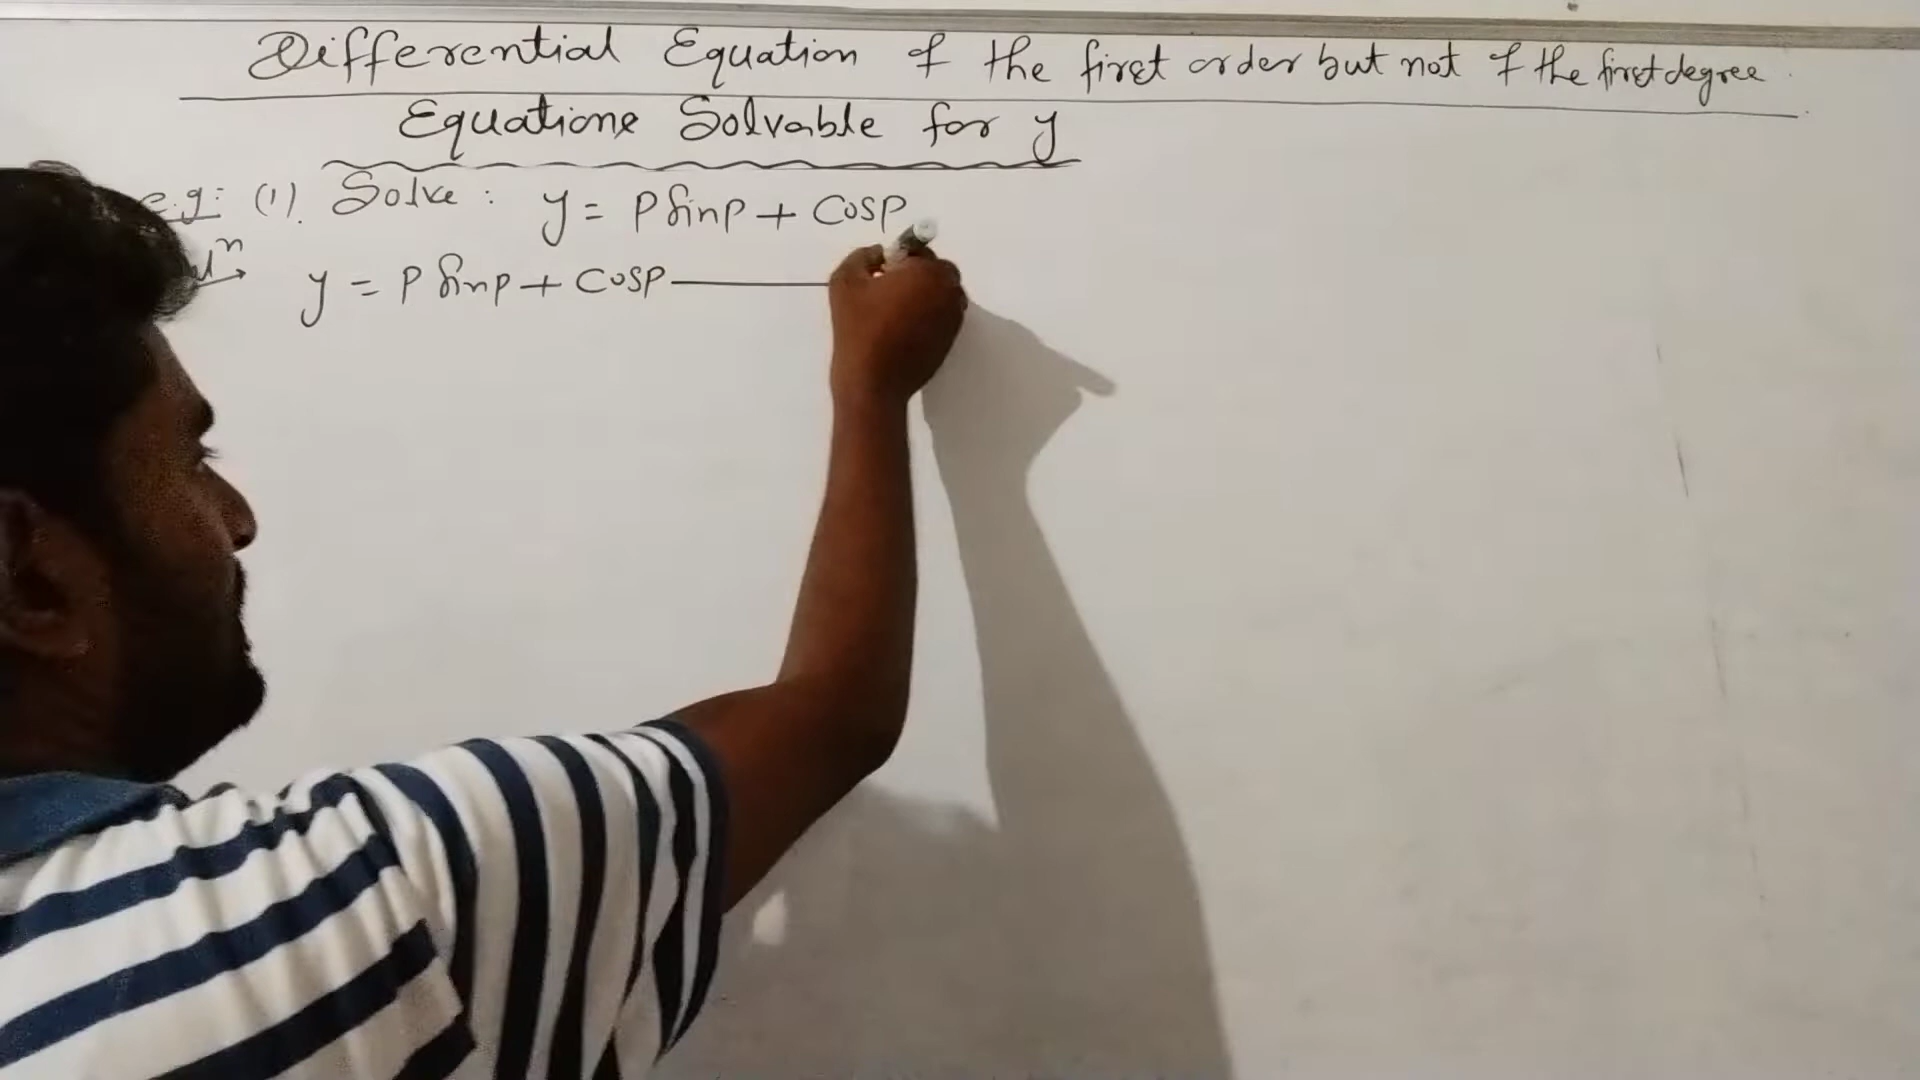 Differential Equation of the first order but not of the first degree
Equations Solvable for y
e.g:- (1). Solve : y = P Sinp + Cosp
y = P Sinp + Cosp